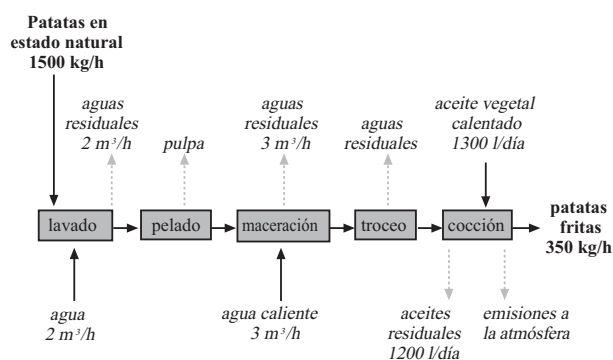 Patatas en
estado natural
1500 kg/h
aguas
residuales
2 m³/h
pulpa
aguas
residuales
3 m³/h
aguas
residuales
aceite vegetal
calentado
1300 l/día
lavado
pelado
maceración
troceo
cocción
patatas
fritas
350 kg/h
agua
2 m³/h
agua caliente
3 m³/h
aceites
residuales
1200 l/día
emisiones a
la atmósfera